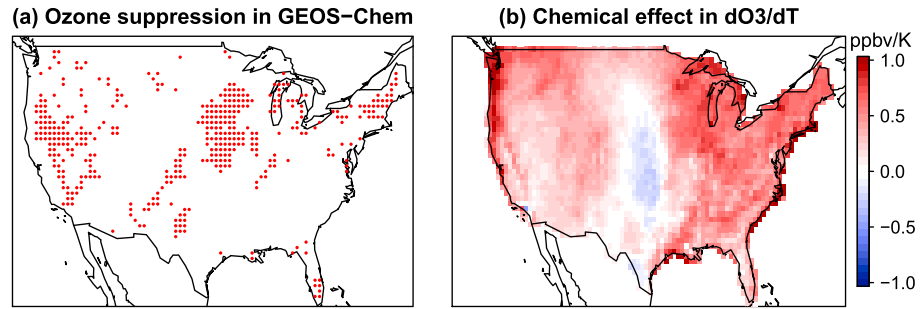 (a) Ozone suppression in GEOS−Chem
(b) Chemical effect in dO3/dT
ppbv/K
1.0
0.5
0.0
−0.5
−1.0